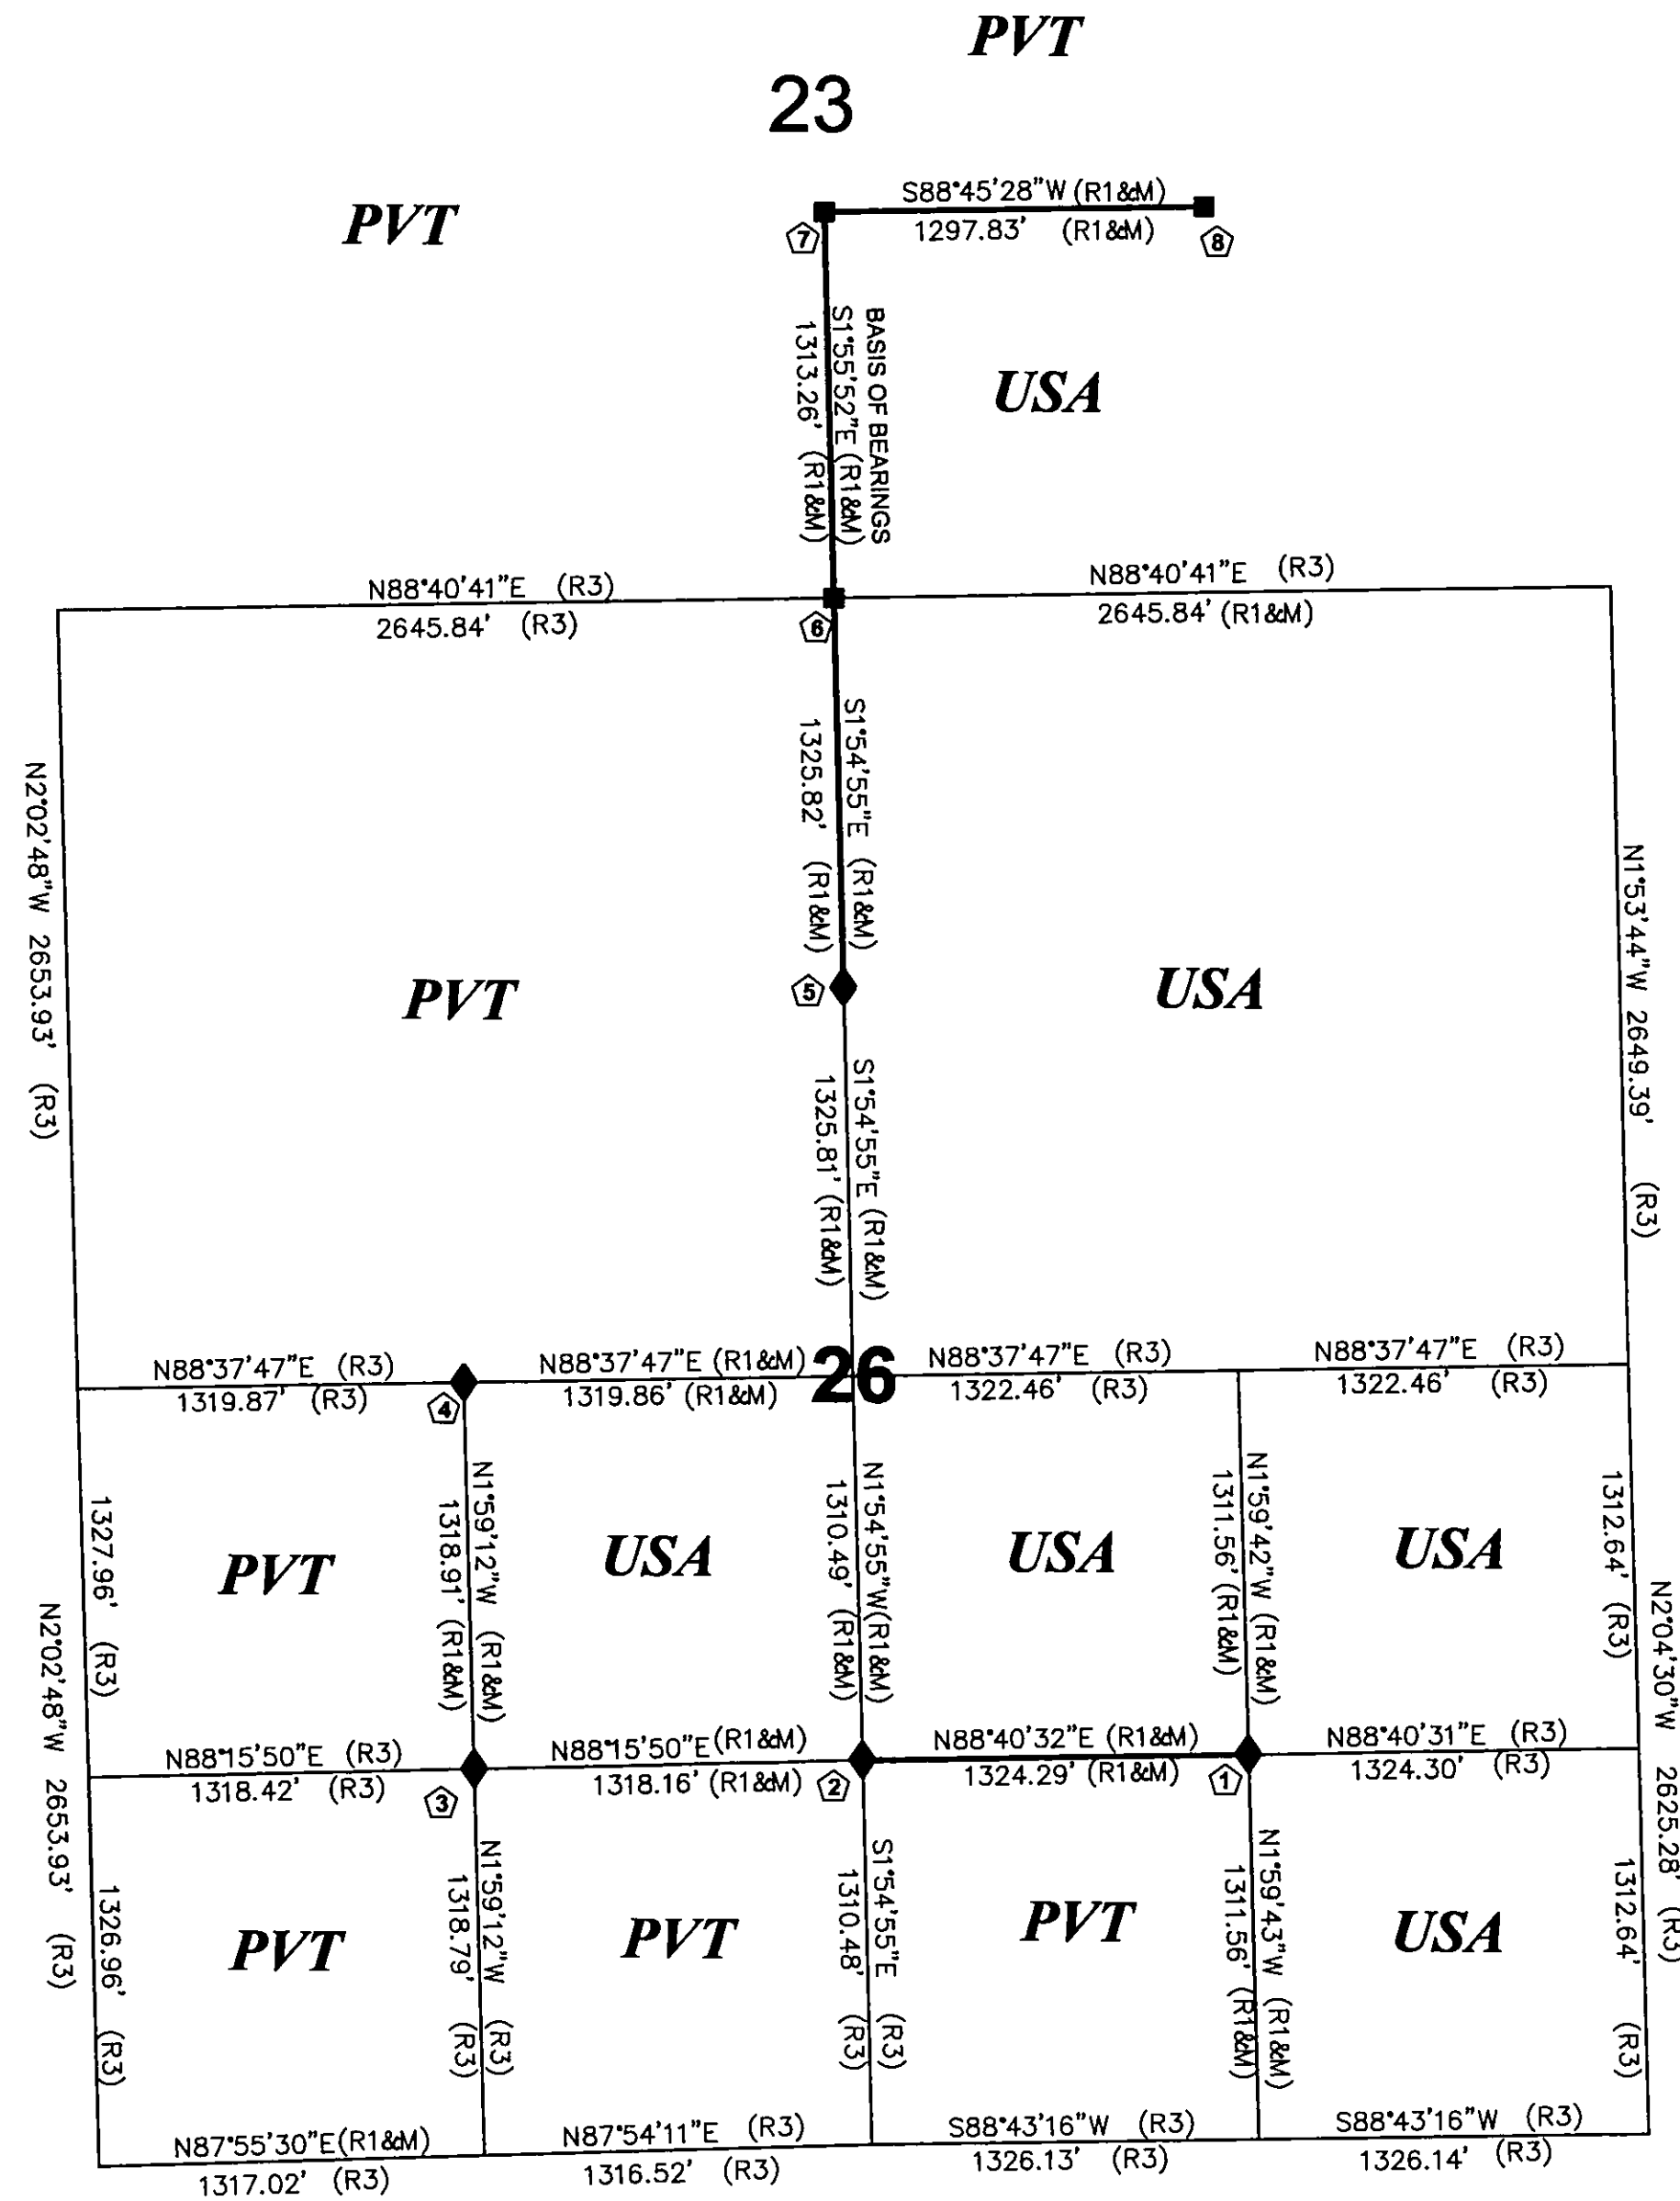 PVT
23
PVT
S88°45'28"W (R1&M)
1297.83' (R1&M)
7
8
BASIS OF BEARINGS
S1°55'52"E (R1&M)
1313.26' (R1&M)
USA
N88°40'41"E (R3)
2645.84' (R3)
N88°40'41"E (R3)
2645.84' (R1&M)
6
S1°54'55"E (R1&M)
1325.82' (R1&M)
N2°02'48"W 2653.93' (R3)
N1°53'44"W 2649.39' (R3)
PVT
5
USA
S1°54'55"E (R1&M)
1325.81' (R1&M)
N88°37'47"E (R3)
1319.87' (R3)
N88°37'47"E (R1&M)
1319.86' (R1&M)
26
N88°37'47"E (R3)
1322.46' (R3)
N88°37'47"E (R3)
1322.46' (R3)
4
1327.96' (R3)
N1°59'12"W (R1&M)
1318.91' (R1&M)
N1°54'55"W(R1&M)
1310.49' (R1&M)
N1°59'42"W (R1&M)
1311.56' (R1&M)
1312.64' (R3)
PVT
USA
USA
USA
N2°02'48"W 2653.93' (R3)
N2°04'30"W 2625.28' (R3)
N88°15'50"E (R3)
1318.42' (R3)
N88°15'50"E(R1&M)
1318.16' (R1&M)
N88°40'32"E (R1&M)
1324.29' (R1&M)
N88°40'31"E (R3)
1324.30' (R3)
3
2
1
1326.96' (R3)
N1°59'12"W (R3)
1318.79' (R3)
S1°54'55"E (R3)
1310.48' (R3)
N1°59'43"W (R1&M)
1311.56' (R1&M)
1312.64' (R3)
PVT
PVT
PVT
USA
N87°55'30"E(R1&M)
1317.02' (R3)
N87°54'11"E (R3)
1316.52' (R3)
S88°43'16"W (R3)
1326.13' (R3)
S88°43'16"W (R3)
1326.14' (R3)